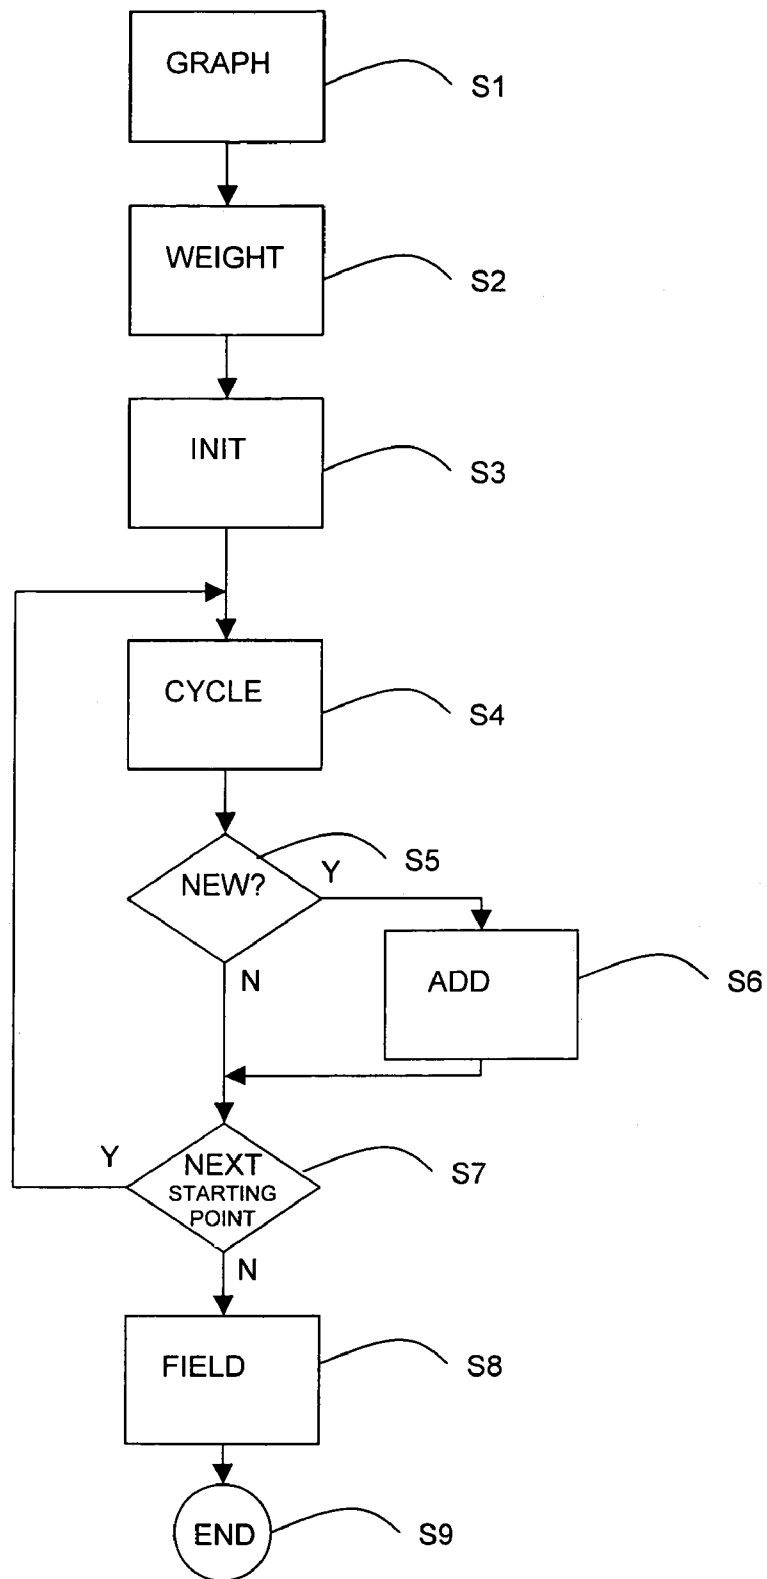 GRAPH
S1
WEIGHT
S2
INIT
S3
CYCLE
S4
S5
NEW?
Y
N
ADD
S6
Y
NEXT
STARTING
POINT
S7
N
FIELD
S8
END
S9